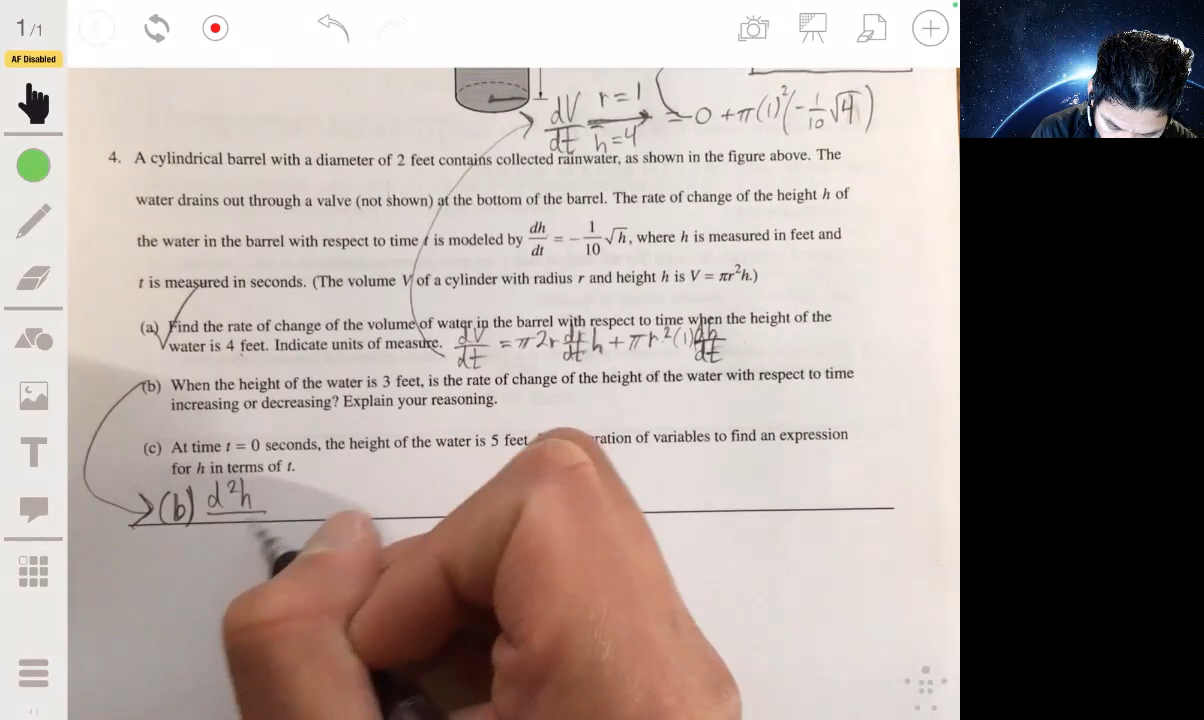 1/1
AF Disabled
dV/dt r=1 h=4 = 0 + π(1)²(-1/10 √4)
4. A cylindrical barrel with a diameter of 2 feet contains collected rainwater, as shown in the figure above. The
water drains out through a valve (not shown) at the bottom of the barrel. The rate of change of the height h of
the water in the barrel with respect to time t is modeled by dh/dt = -1/10 √h, where h is measured in feet and
t is measured in seconds. (The volume V of a cylinder with radius r and height h is V = πr²h.)
(a) Find the rate of change of the volume of water in the barrel with respect to time when the height of the
water is 4 feet. Indicate units of measure. dV/dt = π2r dr/dt h + πr²(1) dh/dt
(b) When the height of the water is 3 feet, is the rate of change of the height of the water with respect to time
increasing or decreasing? Explain your reasoning.
(c) At time t = 0 seconds, the height of the water is 5 feet. ration of variables to find an expression
for h in terms of t.
(b) d²h
T